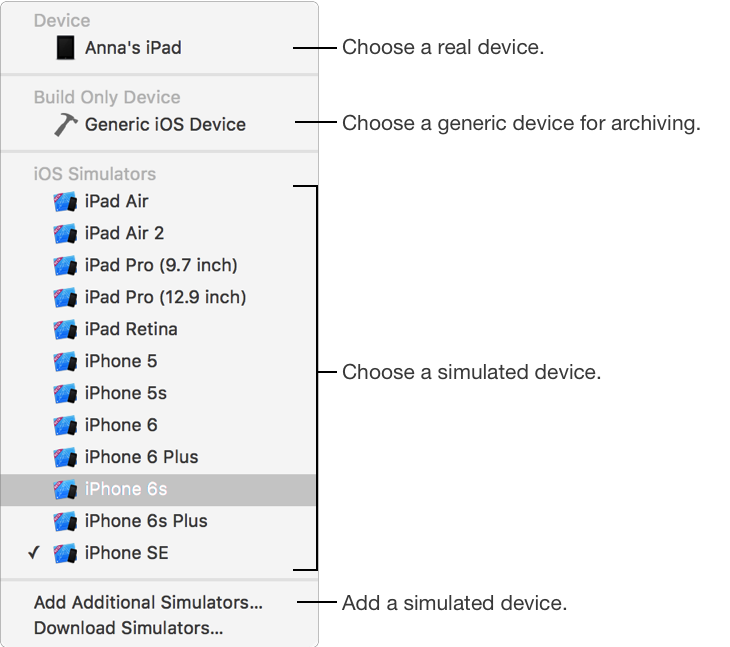 Device
Anna's iPad
Choose a real device.
Build Only Device
Generic iOS Device
Choose a generic device for archiving.
iOS Simulators
iPad Air
iPad Air 2
iPad Pro (9.7 inch)
iPad Pro (12.9 inch)
iPad Retina
iPhone 5
Choose a simulated device.
iPhone 5s
iPhone 6
iPhone 6 Plus
iPhone 6s
iPhone 6s Plus
✓ iPhone SE
Add Additional Simulators...
Add a simulated device.
Download Simulators...